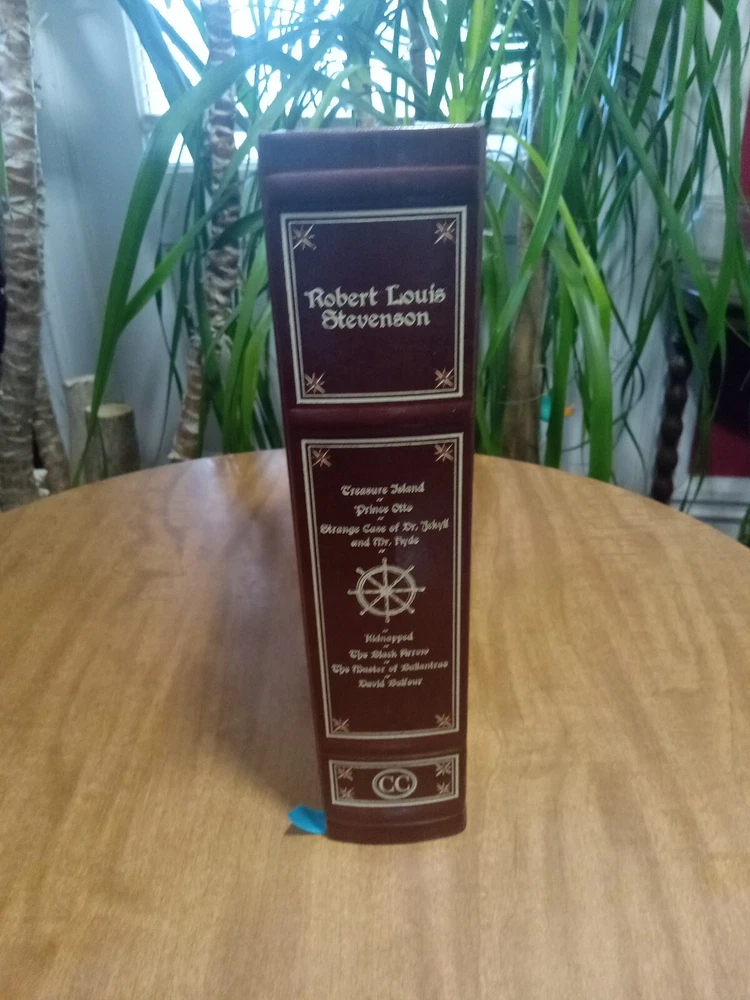 Robert Louis
Stevenson
Treasure Island
~
Prince Otto
~
Strange Case of Dr. Jekyll
and Mr. Hyde
~
~
Kidnapped
~
The Black Arrow
~
The Master of Ballantrae
~
David Balfour
CC